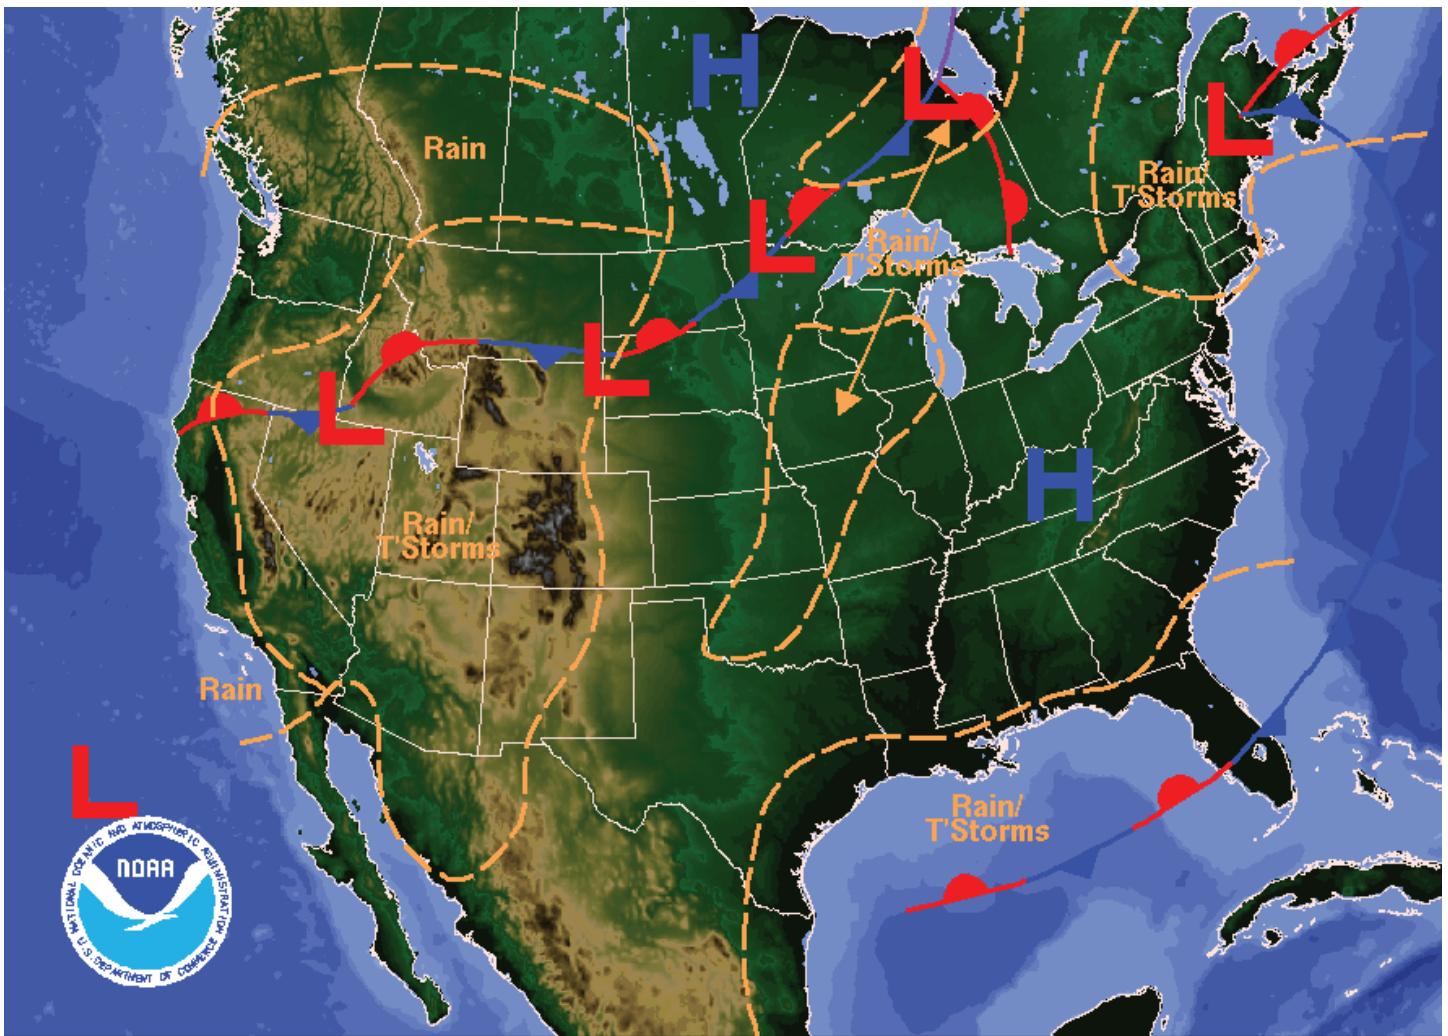 H
L
L
Rain
Rain/
T'Storms
L
Rain/
T'Storms
L
L
H
Rain/
T'Storms
Rain
L
Rain/
T'Storms
NOAA
NATIONAL OCEANIC AND ATMOSPHERIC ADMINISTRATION
U.S. DEPARTMENT OF COMMERCE